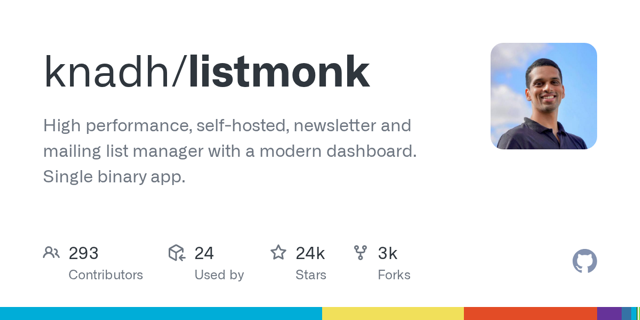 knadh/listmonk
High performance, self-hosted, newsletter and
mailing list manager with a modern dashboard.
Single binary app.
293 24 24k 3k
Contributors Used by Stars Forks